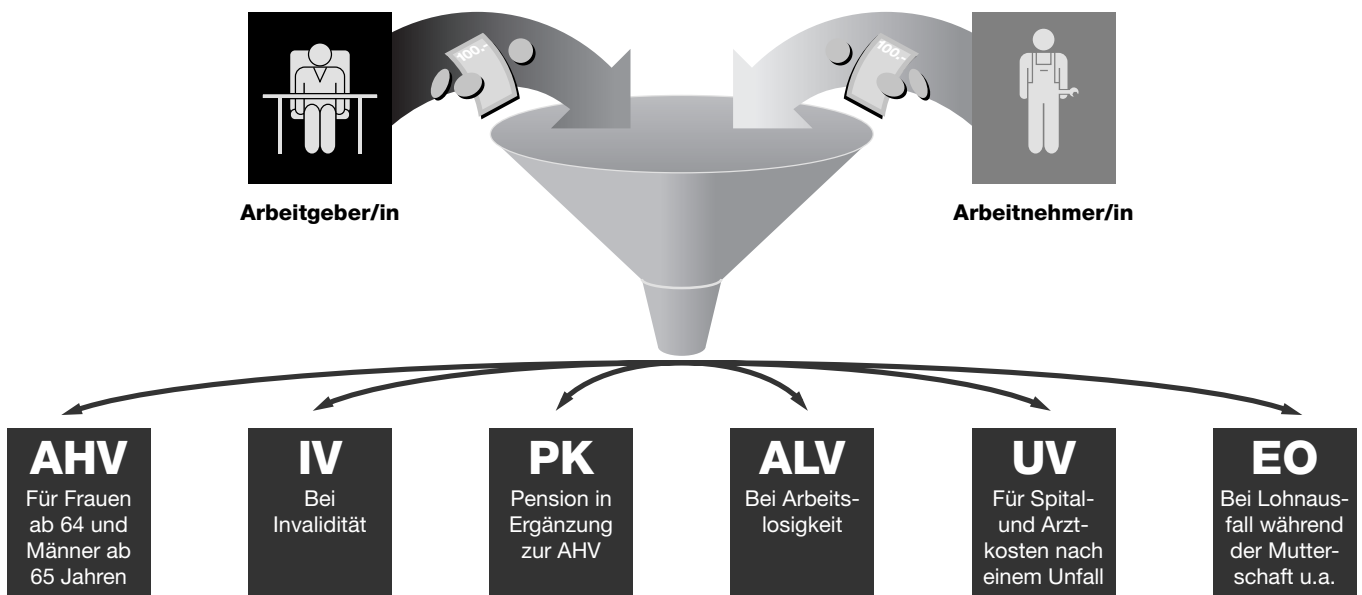 100.-
100.-
Arbeitgeber/in
Arbeitnehmer/in
AHV
Für Frauen
ab 64 und
Männer ab
65 Jahren
IV
Bei
Invalidität
PK
Pension in
Ergänzung
zur AHV
ALV
Bei Arbeits-
losigkeit
UV
Für Spital-
und Arzt-
kosten nach
einem Unfall
EO
Bei Lohnaus-
fall während
der Mutter-
schaft u.a.